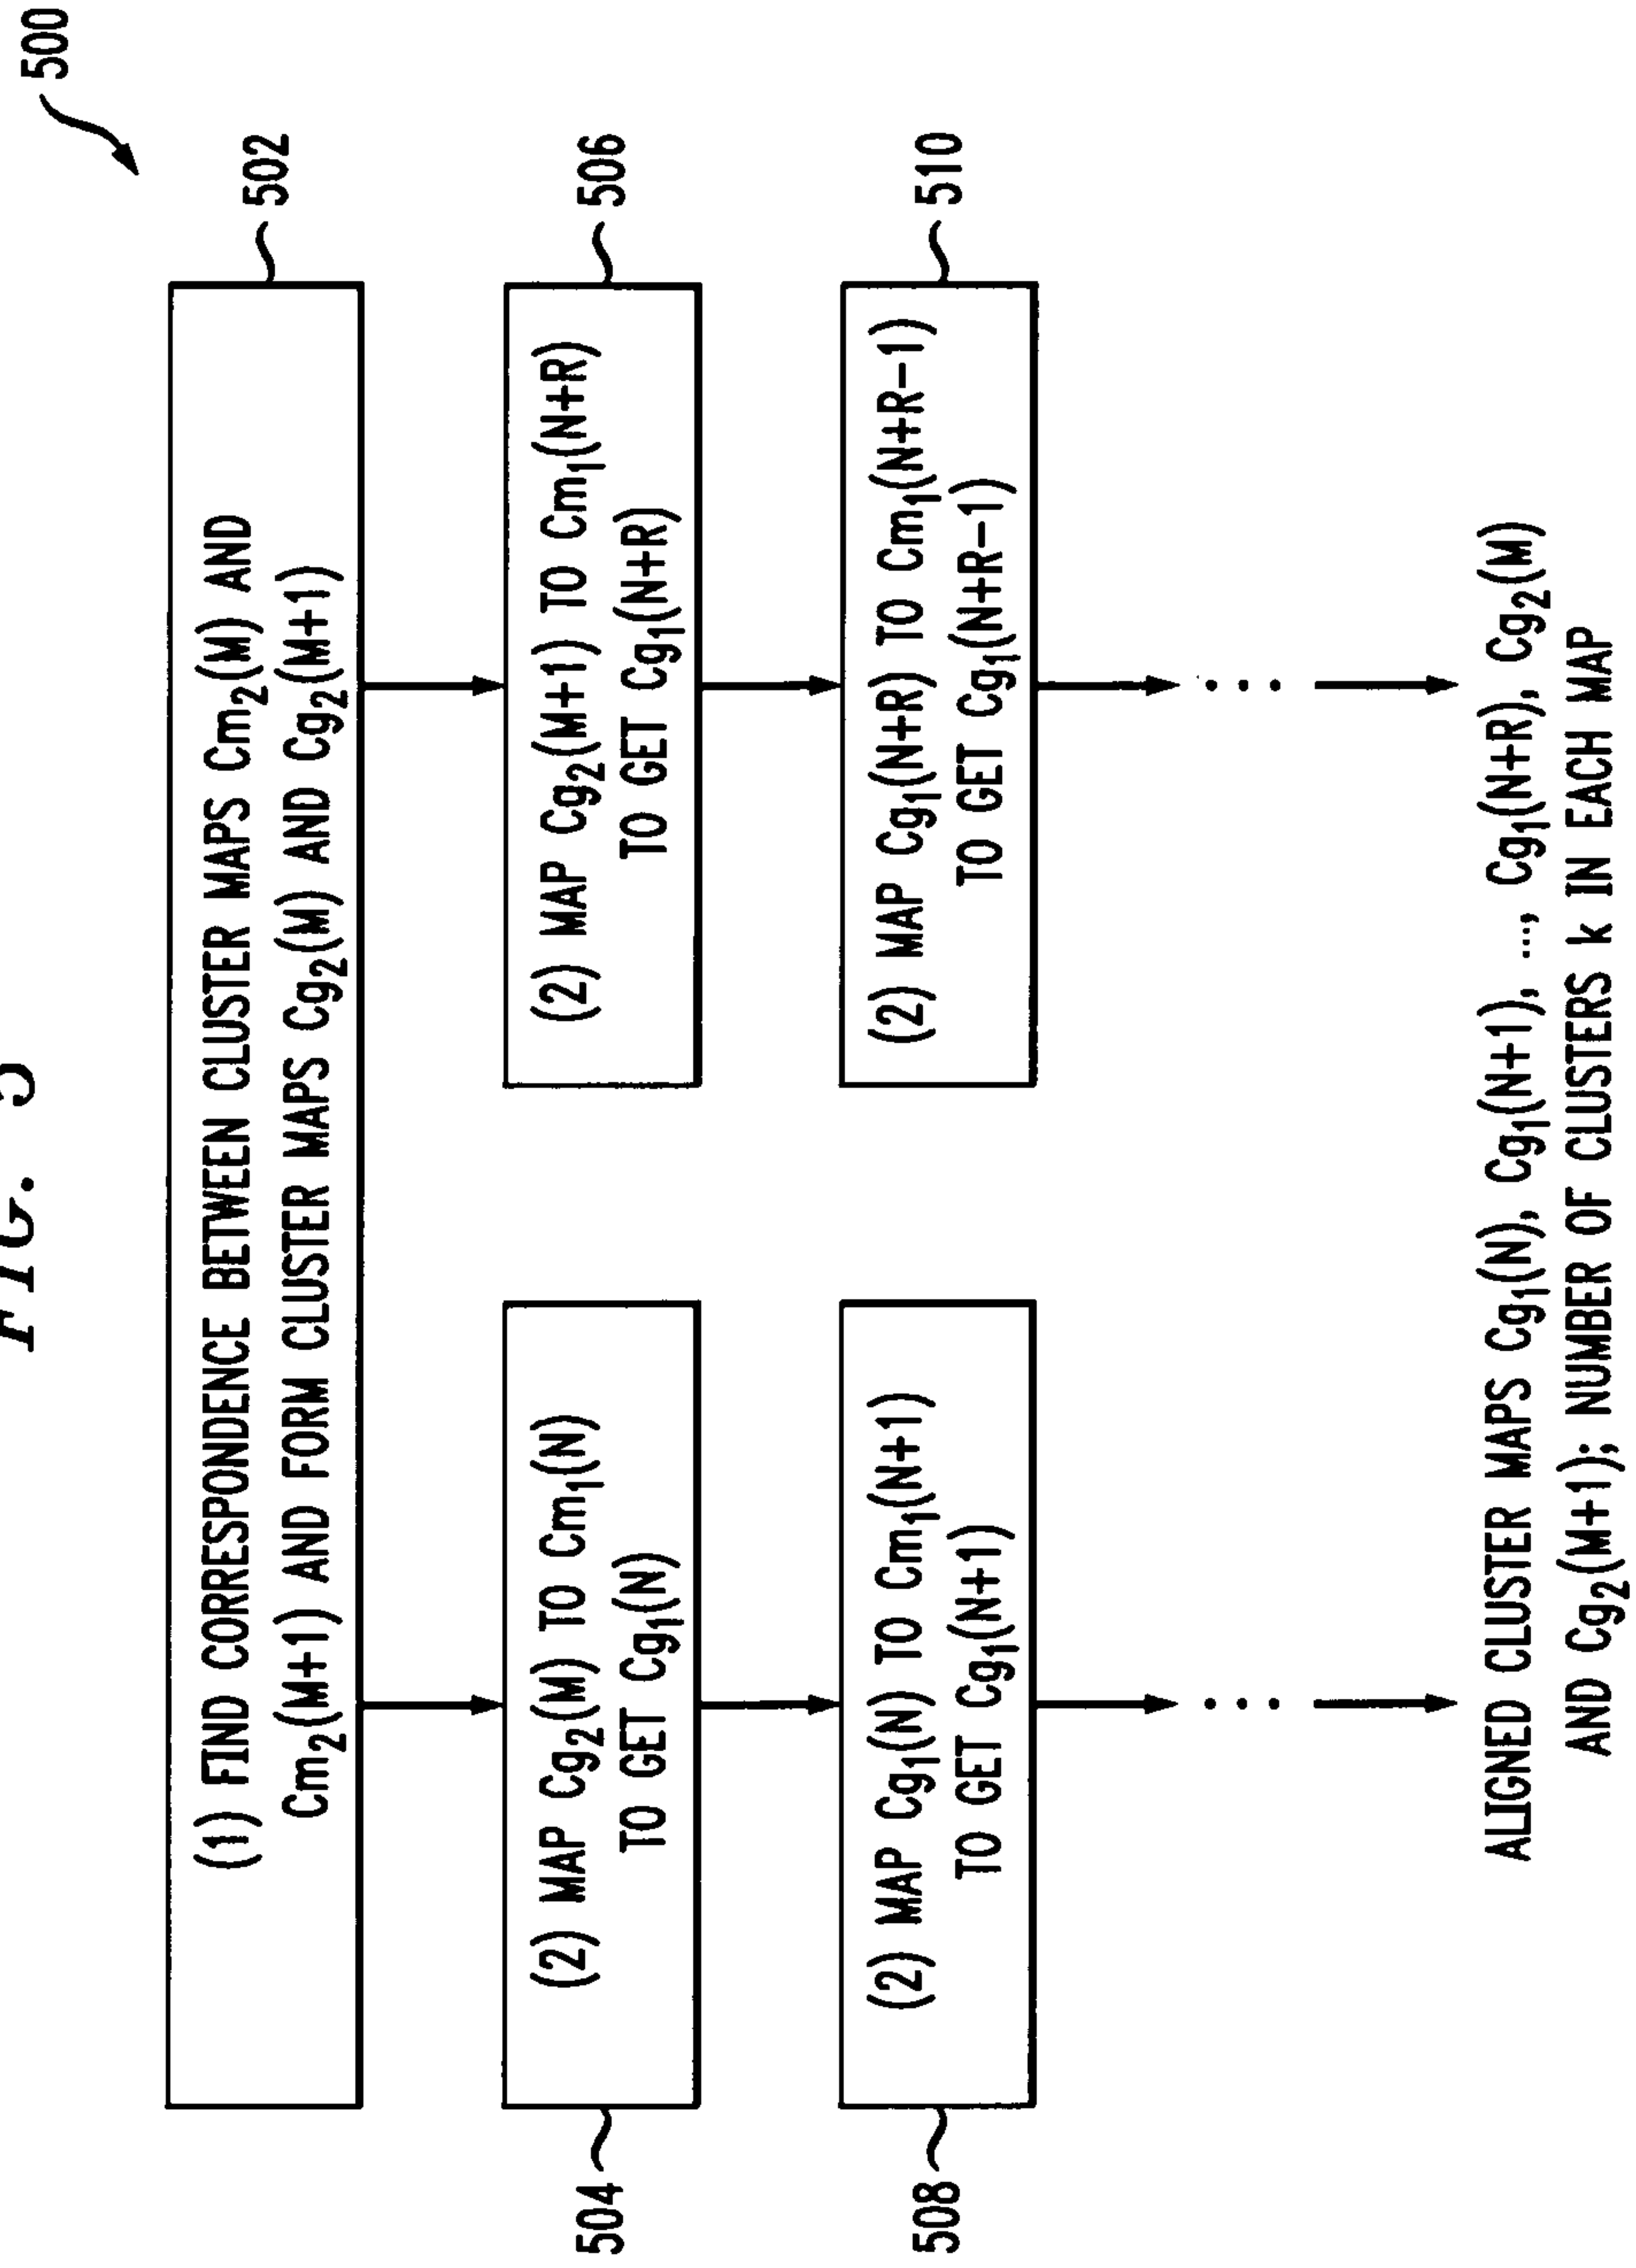 FIG. 5
500
(1) FIND CORRESPONDENCE BETWEEN CLUSTER MAPS Cm₂(M) AND
Cm₂(M+1) AND FORM CLUSTER MAPS Cg₂(M) AND Cg₂(M+1)
502
504
(2) MAP Cg₂(M) TO Cm₁(N)
TO GET Cg₁(N)
(2) MAP Cg₂(M+1) TO Cm₁(N+R)
TO GET Cg₁(N+R)
506
508
(2) MAP Cg₁(N) TO Cm₁(N+1)
TO GET Cg₁(N+1)
(2) MAP Cg₁(N+R) TO Cm₁(N+R-1)
TO GET Cg₁(N+R-1)
510
ALIGNED CLUSTER MAPS Cg₁(N), Cg₁(N+1), ..., Cg₁(N+R), Cg₂(M)
AND Cg₂(M+1); NUMBER OF CLUSTERS k IN EACH MAP